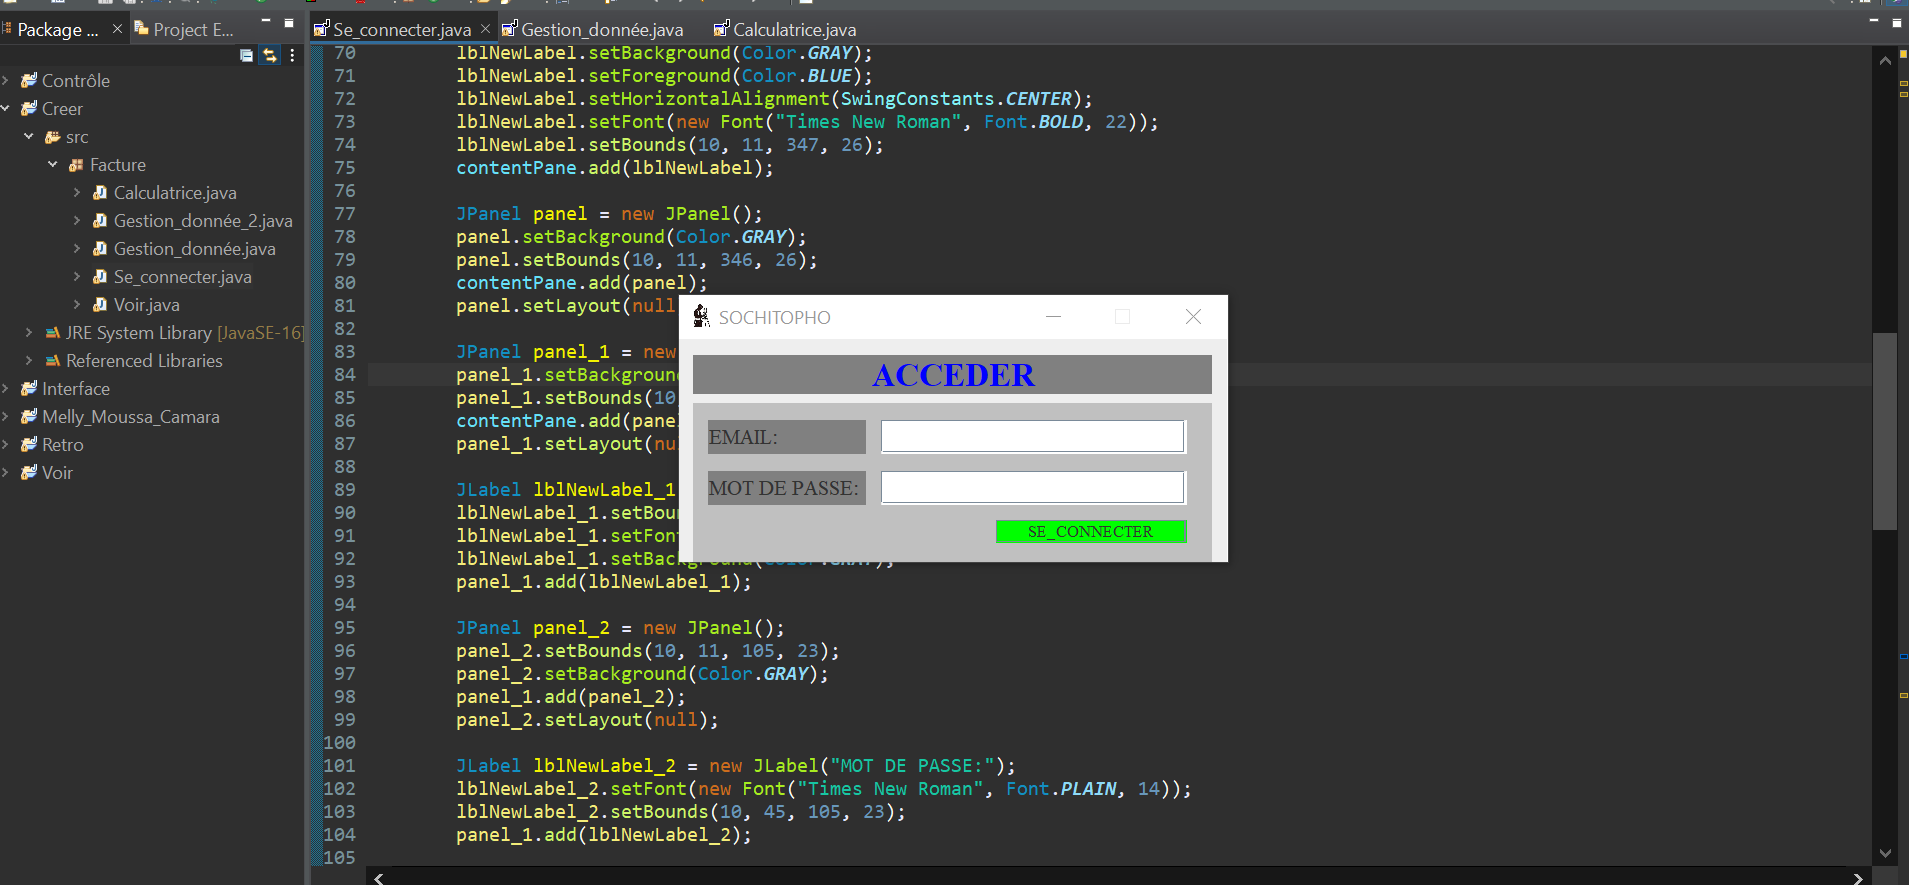 Package ...
Project E...
Contrôle
Creer
src
Facture
Calculatrice.java
Gestion_donnée_2.java
Gestion_donnée.java
Se_connecter.java
Voir.java
JRE System Library [JavaSE-16]
Referenced Libraries
Interface
Melly_Moussa_Camara
Retro
Voir
Se_connecter.java
Gestion_donnée.java
Calculatrice.java
70 lblNewLabel.setBackground(Color.GRAY);
71 lblNewLabel.setForeground(Color.BLUE);
72 lblNewLabel.setHorizontalAlignment(SwingConstants.CENTER);
73 lblNewLabel.setFont(new Font("Times New Roman", Font.BOLD, 22));
74 lblNewLabel.setBounds(10, 11, 347, 26);
75 contentPane.add(lblNewLabel);
76
77 JPanel panel = new JPanel();
78 panel.setBackground(Color.GRAY);
79 panel.setBounds(10, 11, 346, 26);
80 contentPane.add(panel);
81 panel.setLayout(null
82
83 JPanel panel_1 = new
84 panel_1.setBackground
85 panel_1.setBounds(10
86 contentPane.add(pane
87 panel_1.setLayout(nu
88
89 JLabel lblNewLabel_1
90 lblNewLabel_1.setBou
91 lblNewLabel_1.setFon
92 lblNewLabel_1.setBackground(Color.GRAY);
93 panel_1.add(lblNewLabel_1);
94
95 JPanel panel_2 = new JPanel();
96 panel_2.setBounds(10, 11, 105, 23);
97 panel_2.setBackground(Color.GRAY);
98 panel_1.add(panel_2);
99 panel_2.setLayout(null);
100
101 JLabel lblNewLabel_2 = new JLabel("MOT DE PASSE:");
102 lblNewLabel_2.setFont(new Font("Times New Roman", Font.PLAIN, 14));
103 lblNewLabel_2.setBounds(10, 45, 105, 23);
104 panel_1.add(lblNewLabel_2);
105
SOCHITOPHO
ACCEDER
EMAIL:
MOT DE PASSE:
SE_CONNECTER